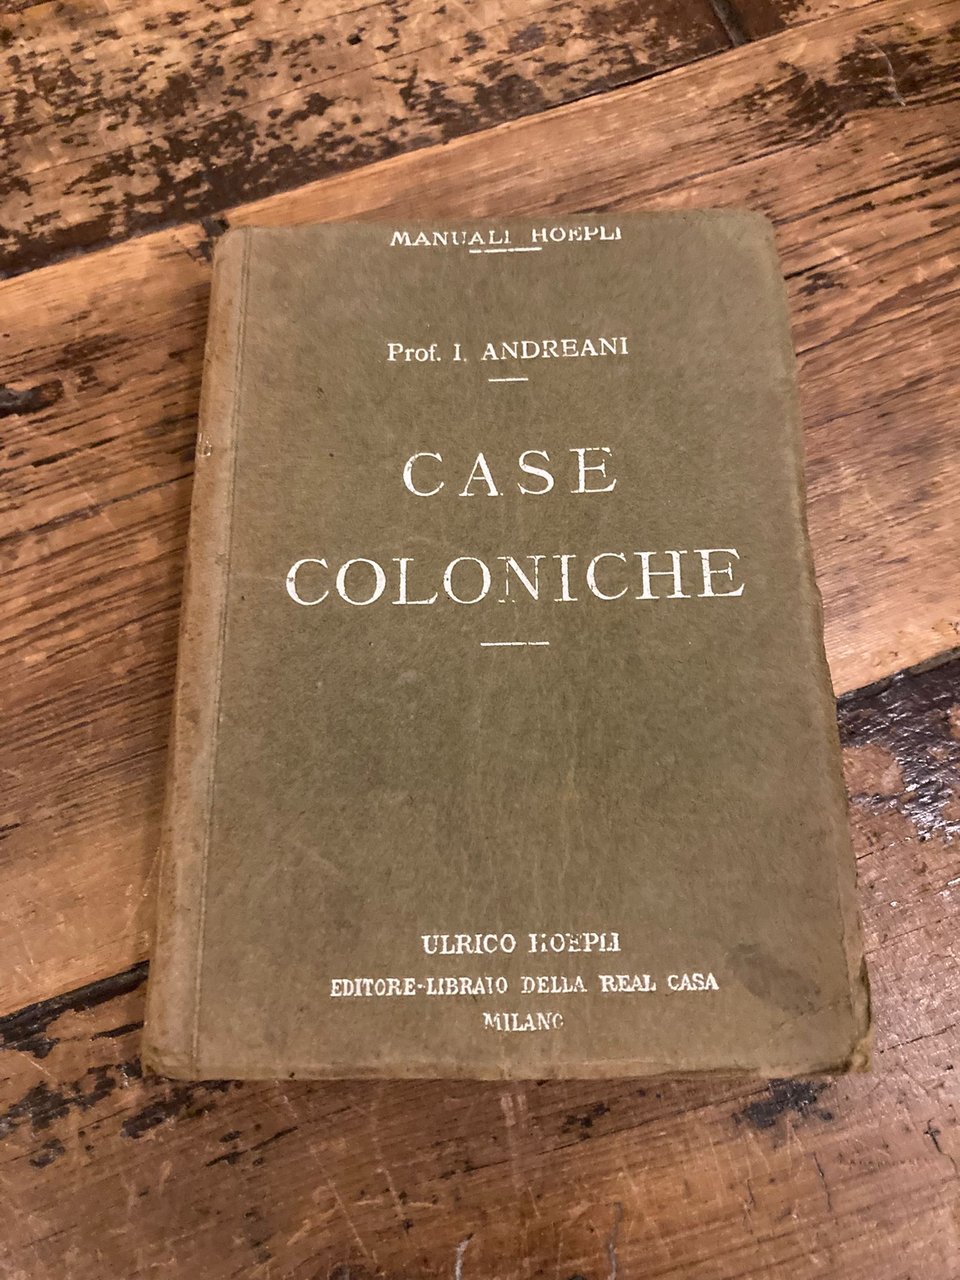 MANUALI HOEPLI
Prof. I. ANDREANI
CASE
COLONICHE
ULRICO HOEPLI
EDITORE-LIBRAIO DELLA REAL CASA
MILANO